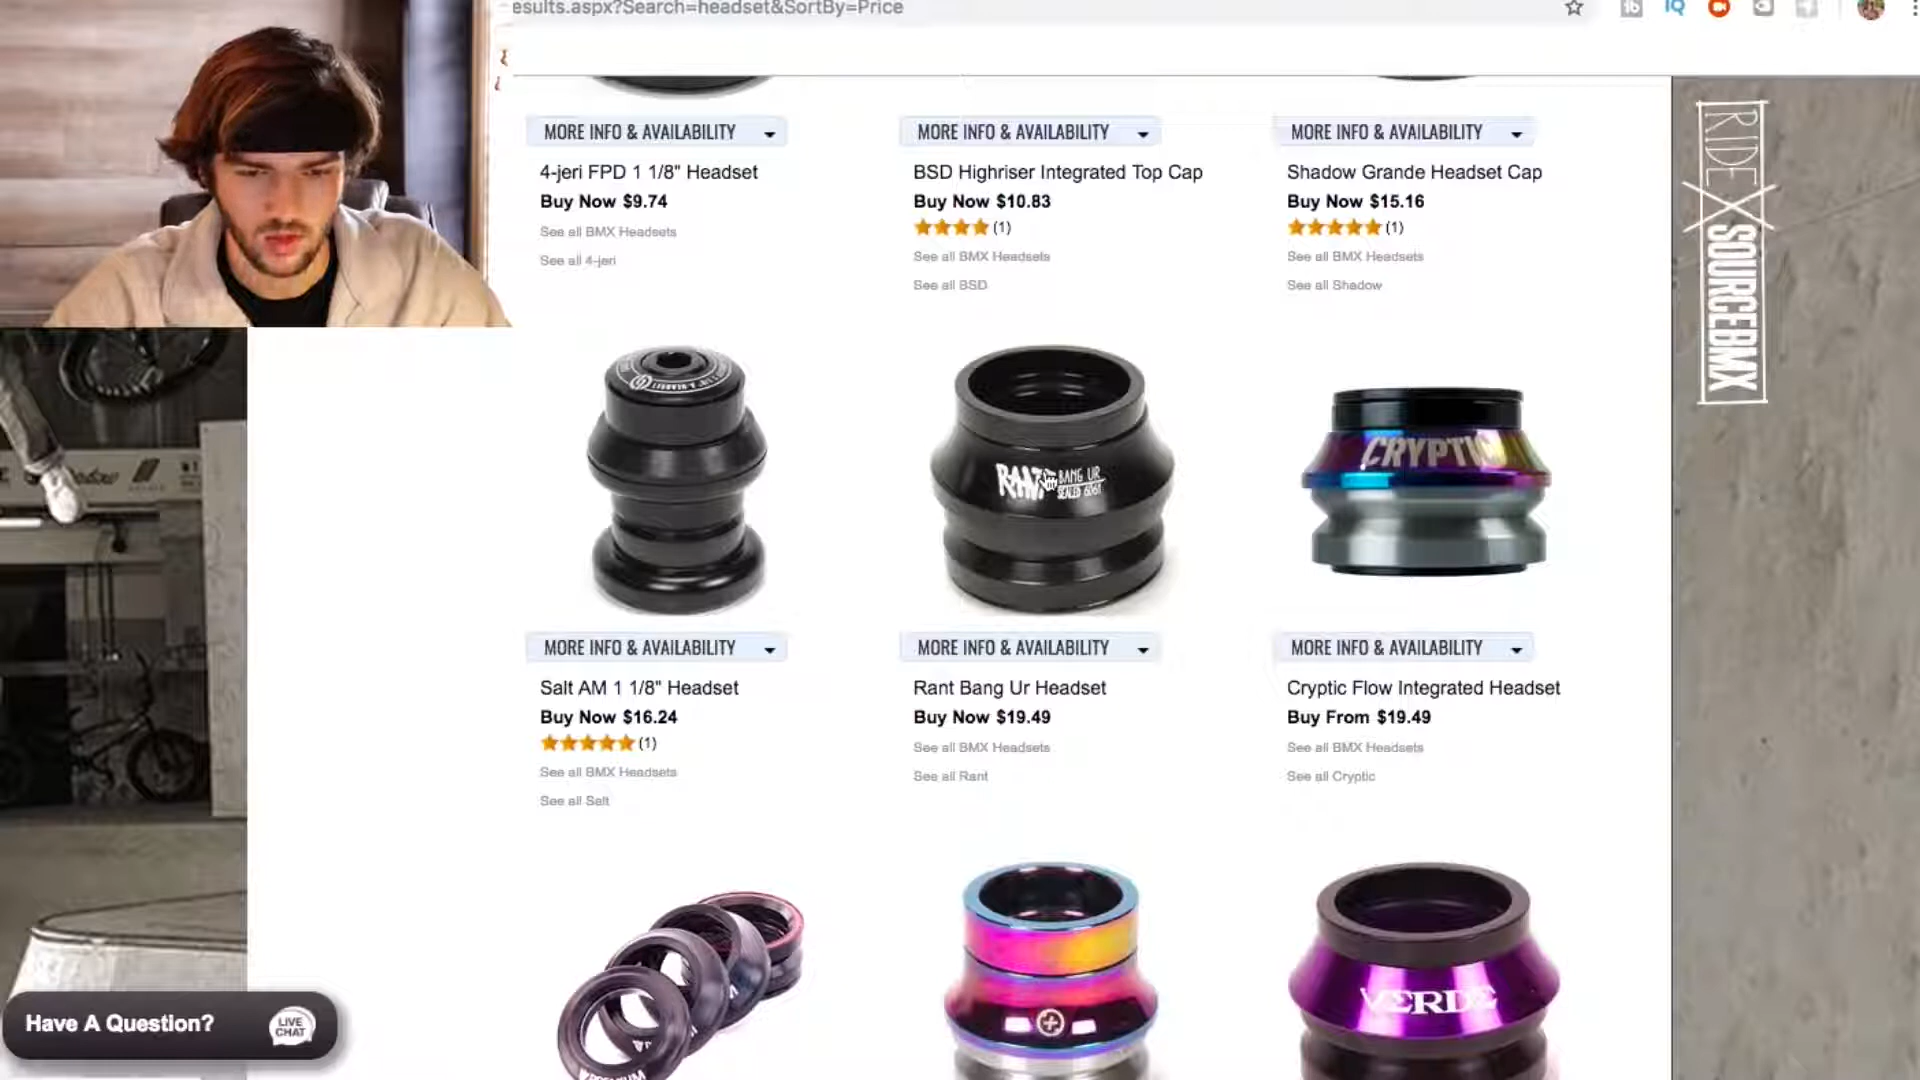 esults.aspx?Search=headset&SortBy=Price
RIDE
SOURCEBMX
MORE INFO & AVAILABILITY
4-jeri FPD 1 1/8" Headset
Buy Now $9.74
See all BMX Headsets
See all 4-jeri
MORE INFO & AVAILABILITY
BSD Highriser Integrated Top Cap
Buy Now $10.83
(1)
See all BMX Headsets
See all BSD
MORE INFO & AVAILABILITY
Shadow Grande Headset Cap
Buy Now $15.16
(1)
See all BMX Headsets
See all Shadow
RANT BANG UR
SEALED
CRYPTIC
MORE INFO & AVAILABILITY
Salt AM 1 1/8" Headset
Buy Now $16.24
(1)
See all BMX Headsets
See all Salt
MORE INFO & AVAILABILITY
Rant Bang Ur Headset
Buy Now $19.49
See all BMX Headsets
See all Rant
MORE INFO & AVAILABILITY
Cryptic Flow Integrated Headset
Buy From $19.49
See all BMX Headsets
See all Cryptic
VERDE
PREMIUM
Have A Question?
LIVE
CHAT